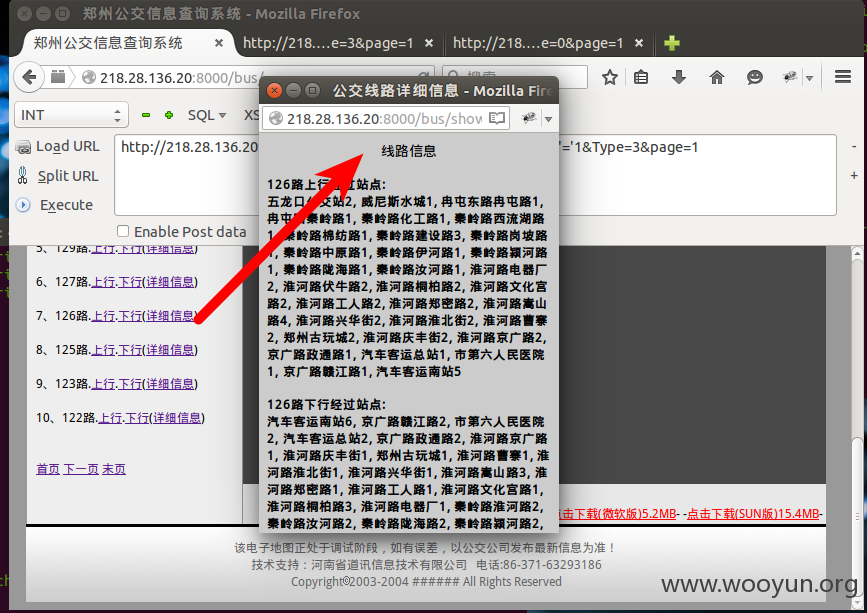 郑州公交信息查询系统 - Mozilla Firefox
郑州公交信息查询系统
http://218....e=3&page=1
http://218....e=0&page=1
218.28.136.20:8000/bus/
搜索
公交线路详细信息 - Mozilla Fire
INT
SQL
XS
218.28.136.20:8000/bus/show
Load URL
Split URL
Execute
http://218.28.136.20
'='1&Type=3&page=1
Enable Post data
线路信息
126路上行经过站点:
五龙口公交站2, 威尼斯水城1, 冉屯东路冉屯路1,
冉屯路秦岭路1, 秦岭路化工路1, 秦岭路西流湖路
1, 秦岭路棉纺路1, 秦岭路建设路3, 秦岭路岗坡路
1, 秦岭路中原路1, 秦岭路伊河路1, 秦岭路颍河路
1, 秦岭路陇海路1, 秦岭路汝河路1, 淮河路电器厂
2, 淮河路伏牛路2, 淮河路桐柏路2, 淮河路文化宫
路2, 淮河路工人路2, 淮河路郑密路2, 淮河路嵩山
路4, 淮河路兴华街2, 淮河路淮北街2, 淮河路曹寨
2, 郑州古玩城2, 淮河路庆丰街2, 淮河路京广路2,
京广路政通路1, 汽车客运总站1, 市第六人民医院
1, 京广路赣江路1, 汽车客运南站5
126路下行经过站点:
汽车客运南站6, 京广路赣江路2, 市第六人民医院
2, 汽车客运总站2, 京广路政通路2, 淮河路京广路
1, 淮河路庆丰街1, 郑州古玩城1, 淮河路曹寨1, 淮
河路淮北街1, 淮河路兴华街1, 淮河路嵩山路3, 淮
河路郑密路1, 淮河路工人路1, 淮河路文化宫路1,
淮河路桐柏路3, 淮河路电器厂1, 秦岭路淮河路2,
秦岭路汝河路2, 秦岭路陇海路2, 秦岭路颍河路2,
5、129路.上行.下行(详细信息)
6、127路.上行.下行(详细信息)
7、126路.上行.下行(详细信息)
8、125路.上行.下行(详细信息)
9、123路.上行.下行(详细信息)
10、122路.上行.下行(详细信息)
首页 下一页 末页
点击下载(微软版)5.2MB- -点击下载(SUN版)15.4MB-
该电子地图正处于调试阶段，如有误差，以公交公司发布最新信息为准！
技术支持：河南省道讯信息技术有限公司 电话:86-371-63293186
Copyright©2003-2004 ###### All Rights Reserved
www.wooyun.org